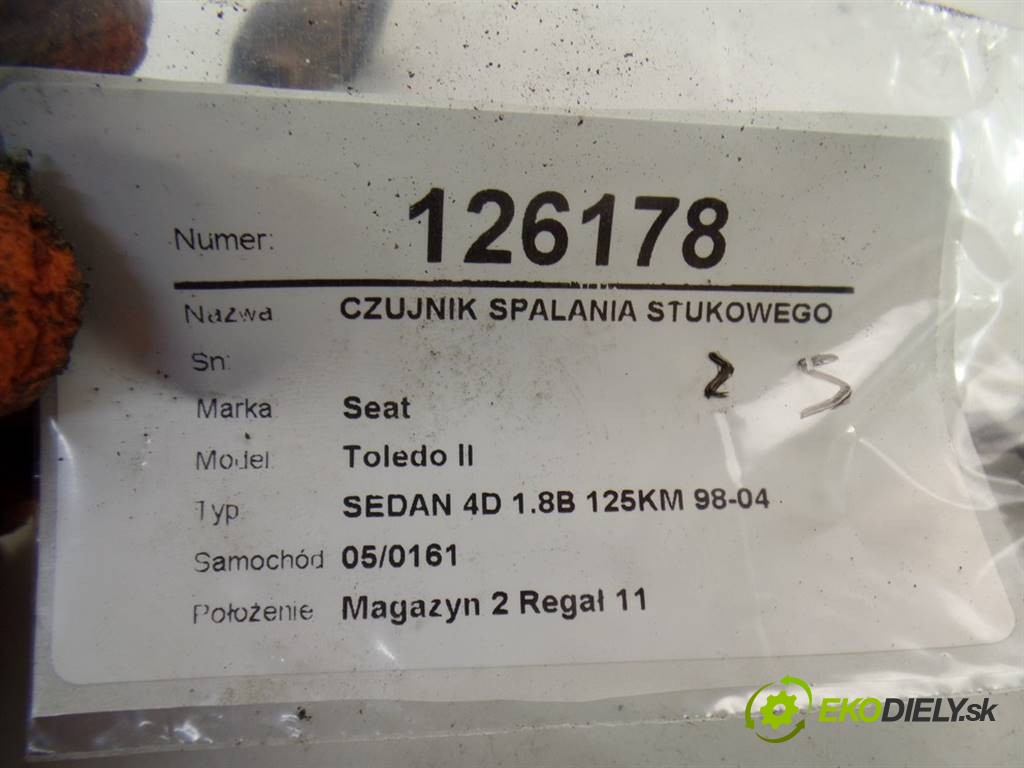 Numer: 126178
Nazwa CZUJNIK SPALANIA STUKOWEGO
Sn:
2 5
Marka: Seat
Model: Toledo II
Typ SEDAN 4D 1.8B 125KM 98-04
Samochód 05/0161
Położenie Magazyn 2 Regał 11
EKODIELY.sk